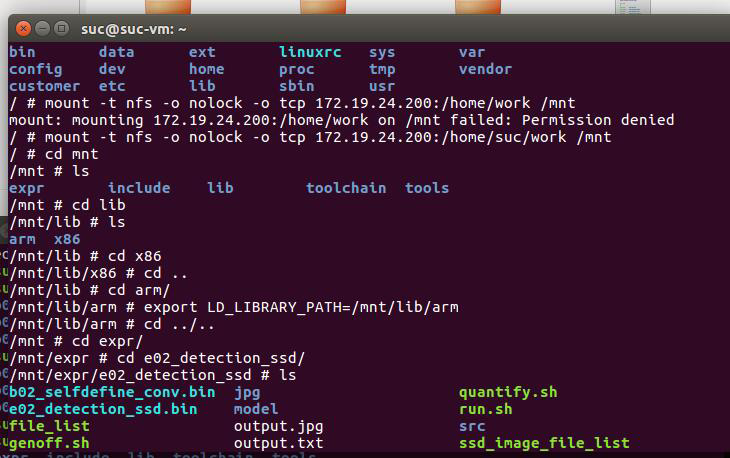 suc@suc-vm: ~
bin data ext linuxrc sys var
config dev home proc tmp vendor
customer etc lib sbin usr
/ # mount -t nfs -o nolock -o tcp 172.19.24.200:/home/work /mnt
mount: mounting 172.19.24.200:/home/work on /mnt failed: Permission denied
/ # mount -t nfs -o nolock -o tcp 172.19.24.200:/home/suc/work /mnt
/ # cd mnt
/mnt # ls
expr include lib toolchain tools
/mnt # cd lib
/mnt/lib # ls
arm x86
/mnt/lib # cd x86
/mnt/lib/x86 # cd ..
/mnt/lib # cd arm/
/mnt/lib/arm # export LD_LIBRARY_PATH=/mnt/lib/arm
/mnt/lib/arm # cd ../..
/mnt # cd expr/
/mnt/expr # cd e02_detection_ssd/
/mnt/expr/e02_detection_ssd # ls
b02_selfdefine_conv.bin jpg quantify.sh
e02_detection_ssd.bin model run.sh
file_list output.jpg src
genoff.sh output.txt ssd_image_file_list
include lib toolchain tools